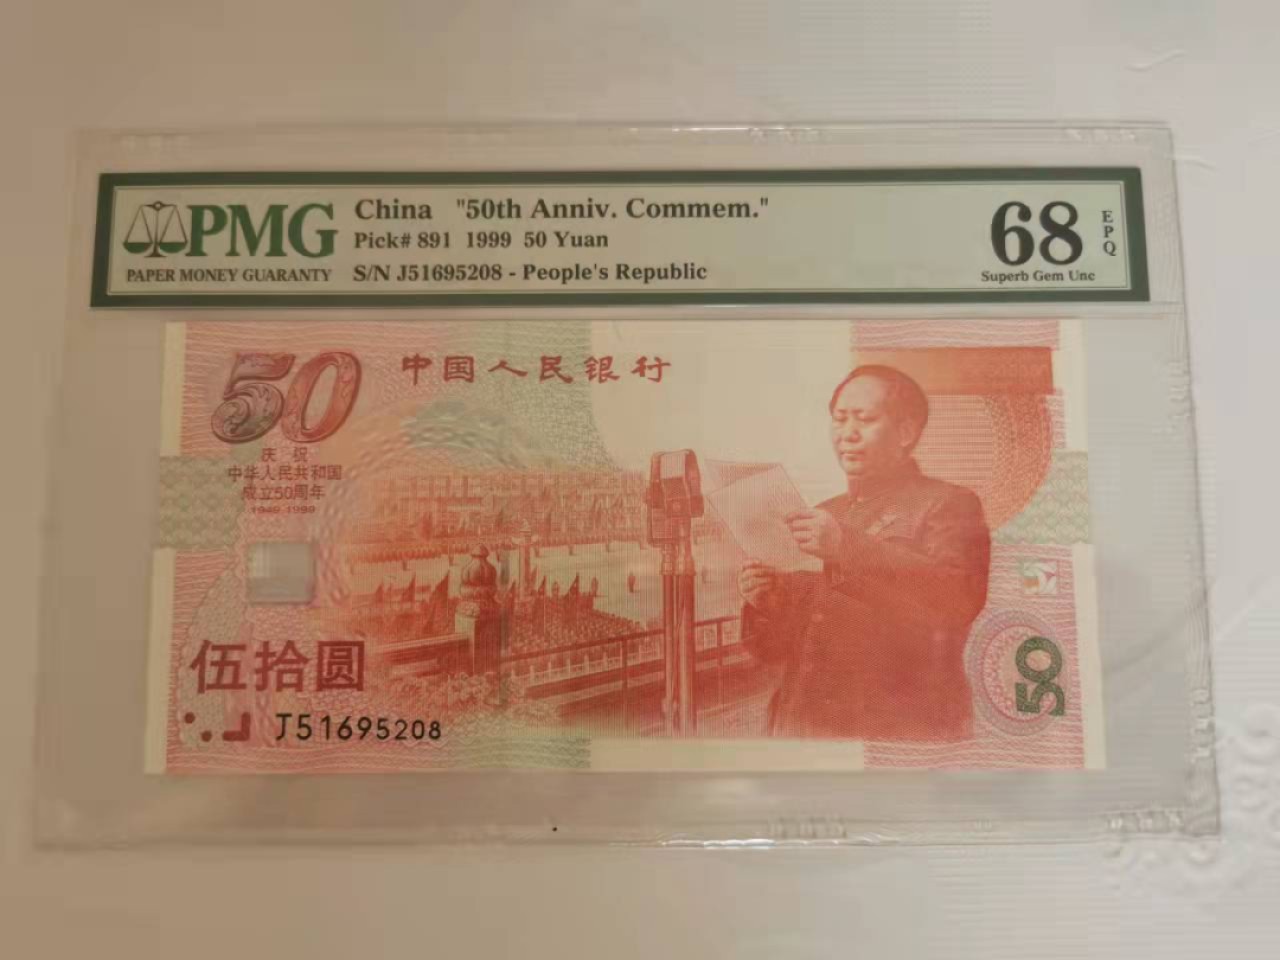 PMG
PAPER MONEY GUARANTY
China "50th Anniv. Commem."
Pick# 891 1999 50 Yuan
S/N J51695208 - People's Republic
68
EPQ
Superb Gem Unc
50
中国人民银行
庆祝
中华人民共和国
成立50周年
1949-1999
伍拾圆
J51695208
50